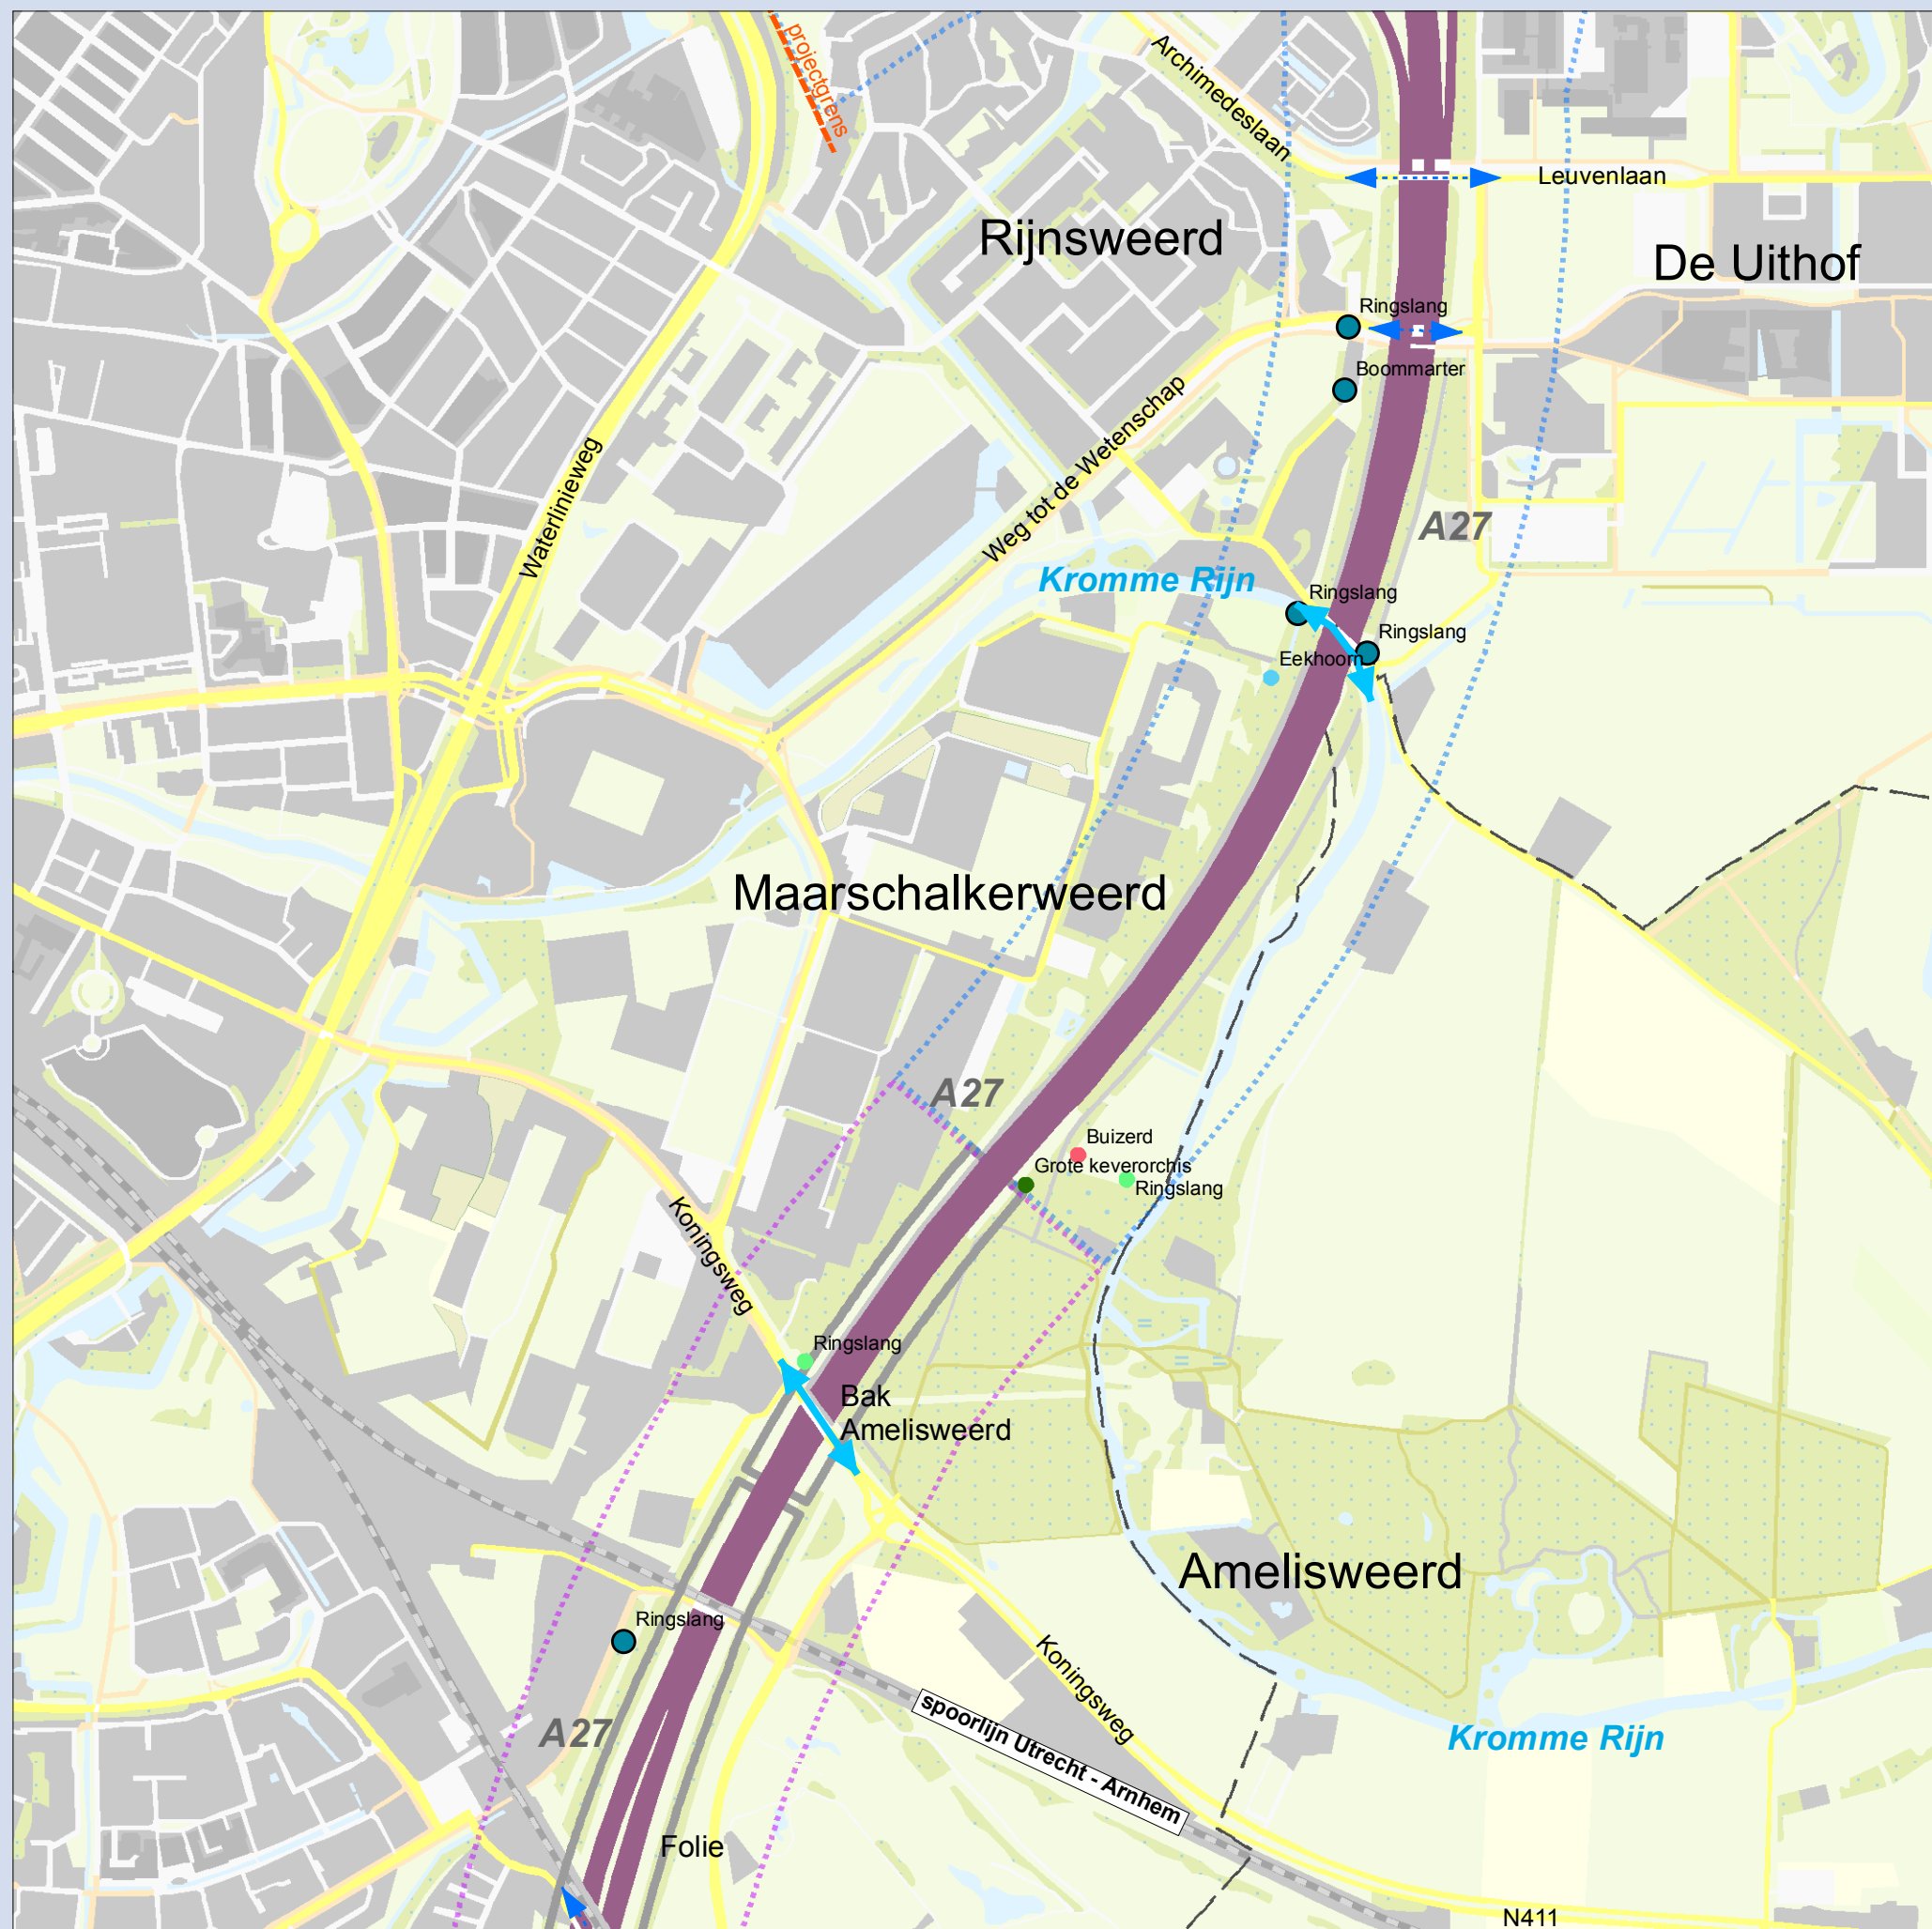 projectgrens
Archimedeslaan
Leuvenlaan
Rijnsweerd
De Uithof
Ringslang
Boommarter
Weg tot de Wetenschap
Waterlinieweg
A27
Kromme Rijn
Ringslang
Ringslang
Eekhoorn
Maarschalkerweerd
A27
Buizerd
Grote keverorchis
Ringslang
Koningsweg
Ringslang
Bak
Amelisweerd
Amelisweerd
Ringslang
Koningsweg
A27
spoorlijn Utrecht - Arnhem
Kromme Rijn
Folie
N411